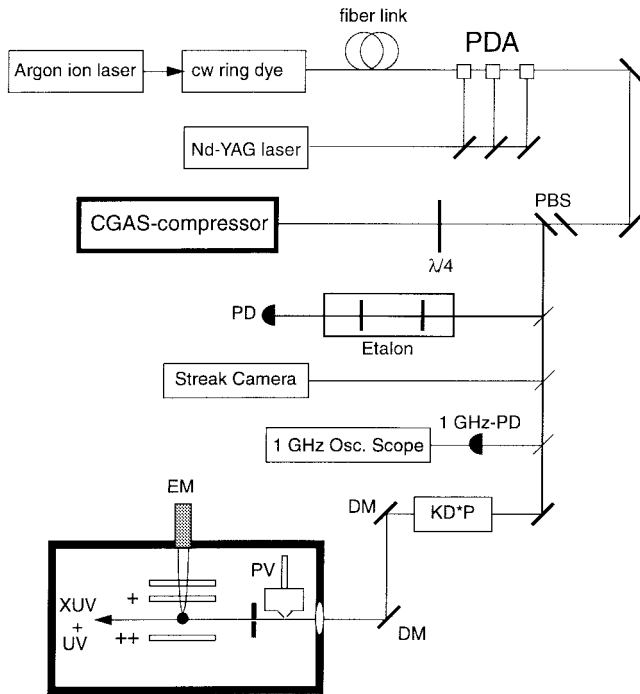 fiber link
PDA
Argon ion laser
cw ring dye
Nd-YAG laser
PBS
CGAS-compressor
λ/4
PD
Etalon
Streak Camera
1 GHz-PD
1 GHz Osc. Scope
EM
DM
KD*P
PV
XUV
+
UV
+
++
DM